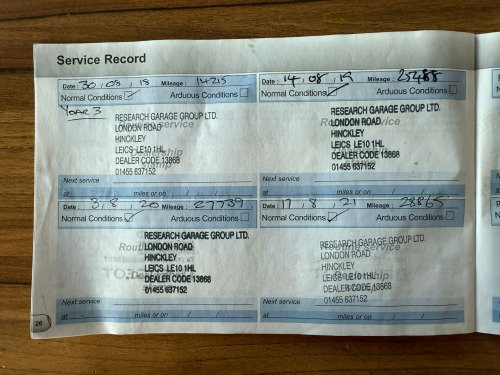 Service Record
Date: 30, 05, 18 Mileage: 14215
Normal Conditions Arduous Conditions
YEAR 3
RESEARCH GARAGE GROUP LTD.
LONDON ROAD
HINCKLEY
LEICS LE10 1HL
DEALER CODE 13868
01455 637152
Next service
at miles or on / /
Date: 14, 08, 19 Mileage: 25488
Normal Conditions Arduous Conditions
RESEARCH GARAGE GROUP LTD.
LONDON ROAD
HINCKLEY
LEICS LE10 1HL
DEALER CODE 13868
01455 637152
Next service
at miles or on / /
Date: 3, 8, 20 Mileage: 27739
Normal Conditions Arduous Conditions
RESEARCH GARAGE GROUP LTD.
LONDON ROAD
HINCKLEY
LEICS LE10 1HL
DEALER CODE 13868
01455 637152
Next service
at miles or on / /
Date: 17, 8, 21 Mileage: 28865
Normal Conditions Arduous Conditions
RESEARCH GARAGE GROUP LTD.
LONDON ROAD
HINCKLEY
LEICS LE10 1HL
DEALER CODE 13868
01455 637152
Next service
at miles or on / /
26